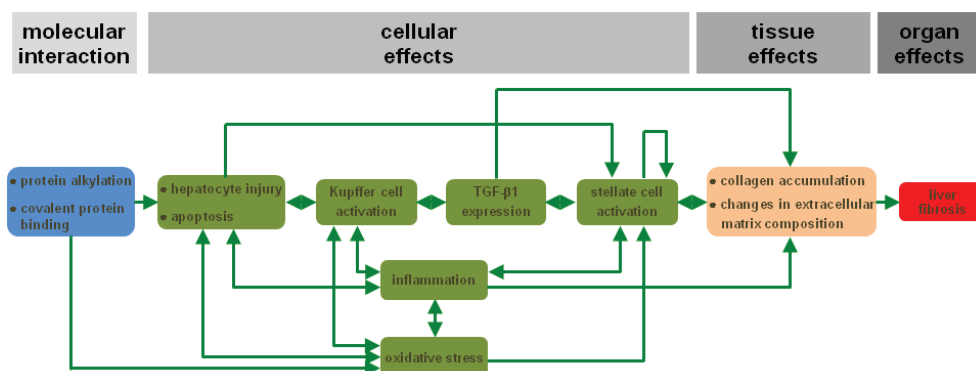 molecular
interaction
cellular
effects
tissue
effects
organ
effects
• protein alkylation
• covalent protein
binding
• hepatocyte injury
• apoptosis
Kupffer cell
activation
TGF-β1
expression
stellate cell
activation
• collagen accumulation
• changes in extracellular
matrix composition
liver
fibrosis
inflammation
oxidative stress